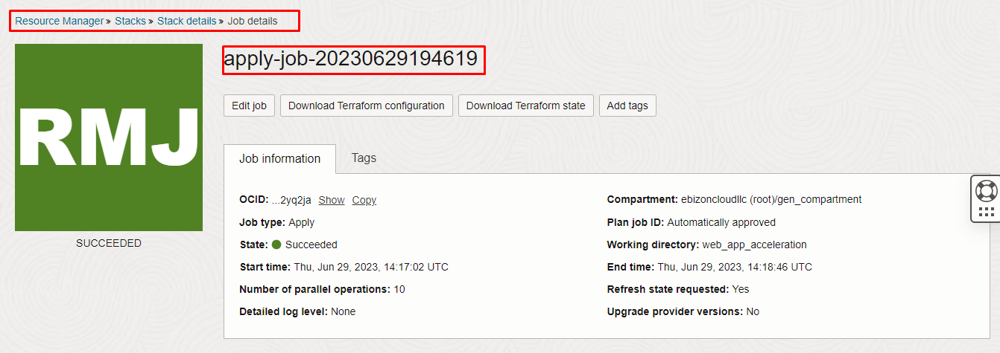 Resource Manager » Stacks » Stack details » Job details
apply-job-20230629194619
RMJ
SUCCEEDED
Edit job
Download Terraform configuration
Download Terraform state
Add tags
Job information
Tags
OCID: ...2yq2ja Show Copy
Job type: Apply
State: Succeeded
Start time: Thu, Jun 29, 2023, 14:17:02 UTC
Number of parallel operations: 10
Detailed log level: None
Compartment: ebizoncloudllc (root)/gen_compartment
Plan job ID: Automatically approved
Working directory: web_app_acceleration
End time: Thu, Jun 29, 2023, 14:18:46 UTC
Refresh state requested: Yes
Upgrade provider versions: No